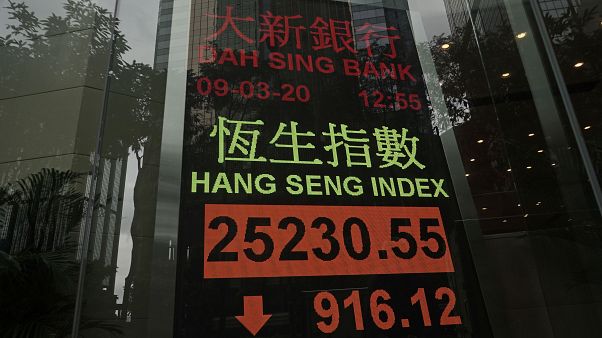 大新銀行
DAH SING BANK
09-03-20 12:55
恆生指數
HANG SENG INDEX
25230.55
916.12